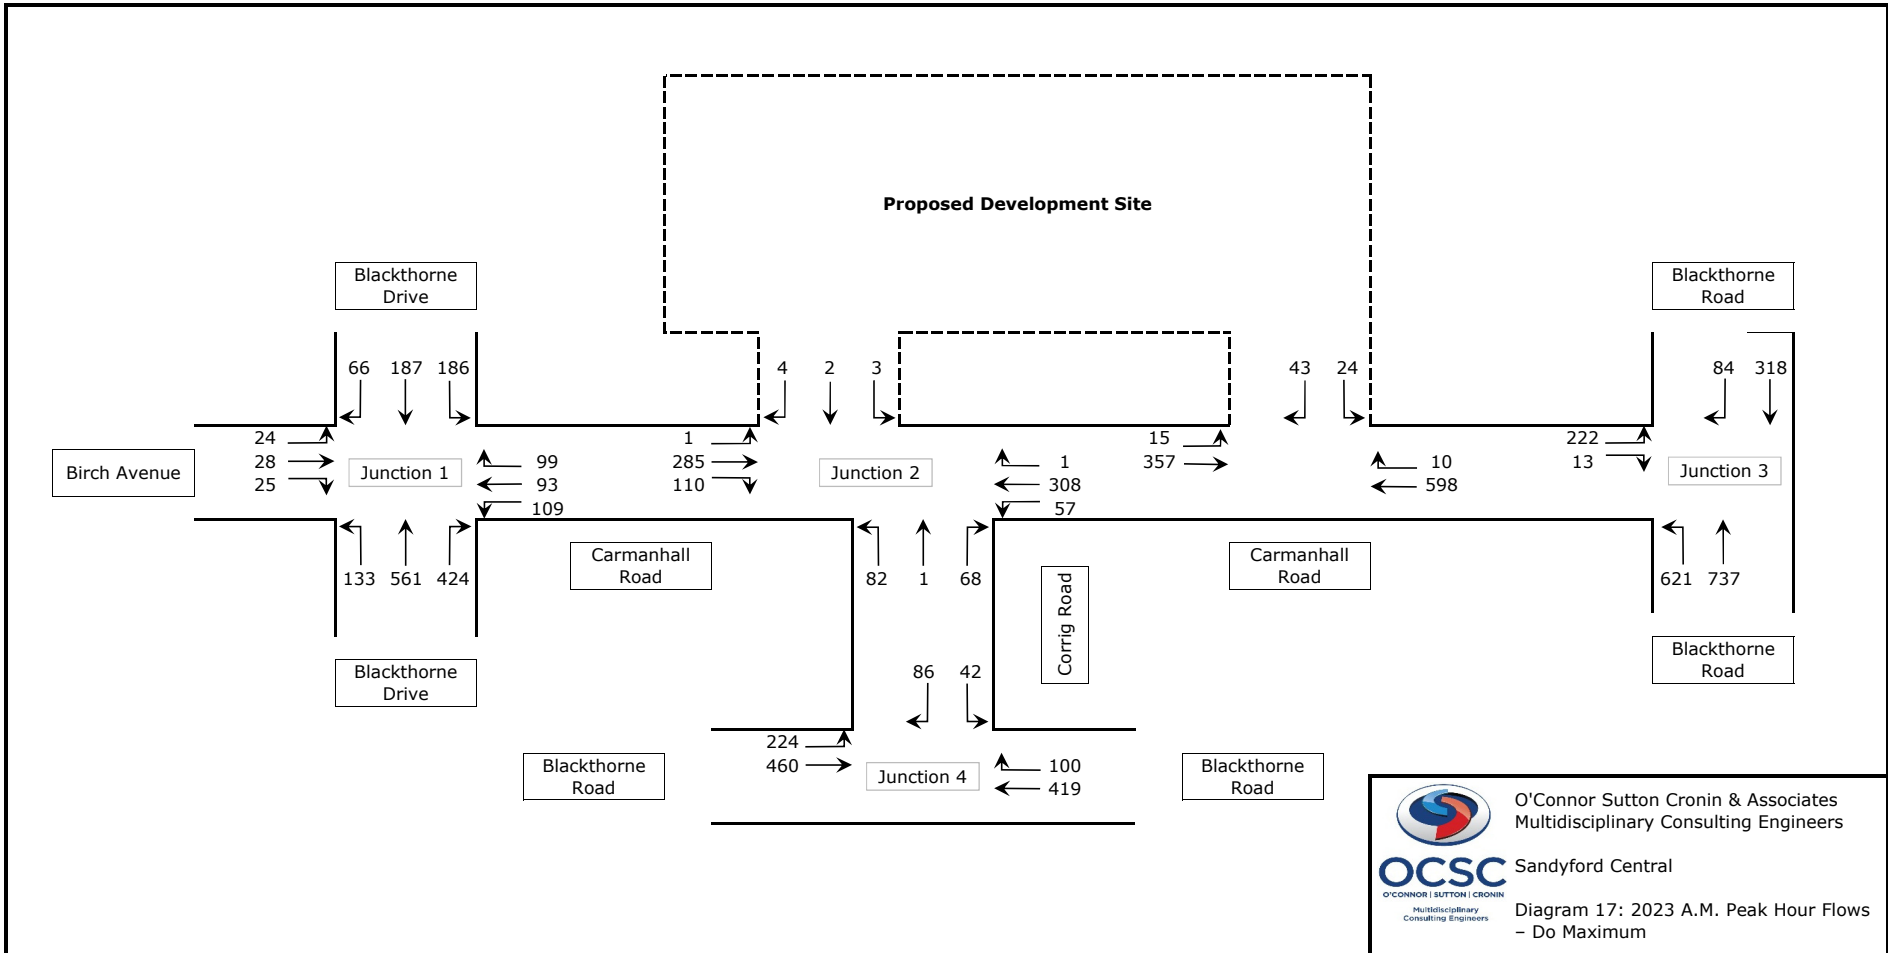 Proposed Development Site
Blackthorne
Drive
Blackthorne
Road
66 187 186
4 2 3
43 24
84 318
24
28
25
Birch Avenue
Junction 1
99
93
109
1
285
110
Junction 2
1
308
57
15
357
10
598
222
13
Junction 3
133 561 424
Carmanhall
Road
82 1 68
Corrig Road
Carmanhall
Road
621 737
Blackthorne
Drive
Blackthorne
Road
86 42
224
460
Blackthorne
Road
Junction 4
100
419
Blackthorne
Road
O'Connor Sutton Cronin & Associates
Multidisciplinary Consulting Engineers
OCSC
O'CONNOR | SUTTON | CRONIN
Multidisciplinary
Consulting Engineers
Sandyford Central
Diagram 17: 2023 A.M. Peak Hour Flows
– Do Maximum